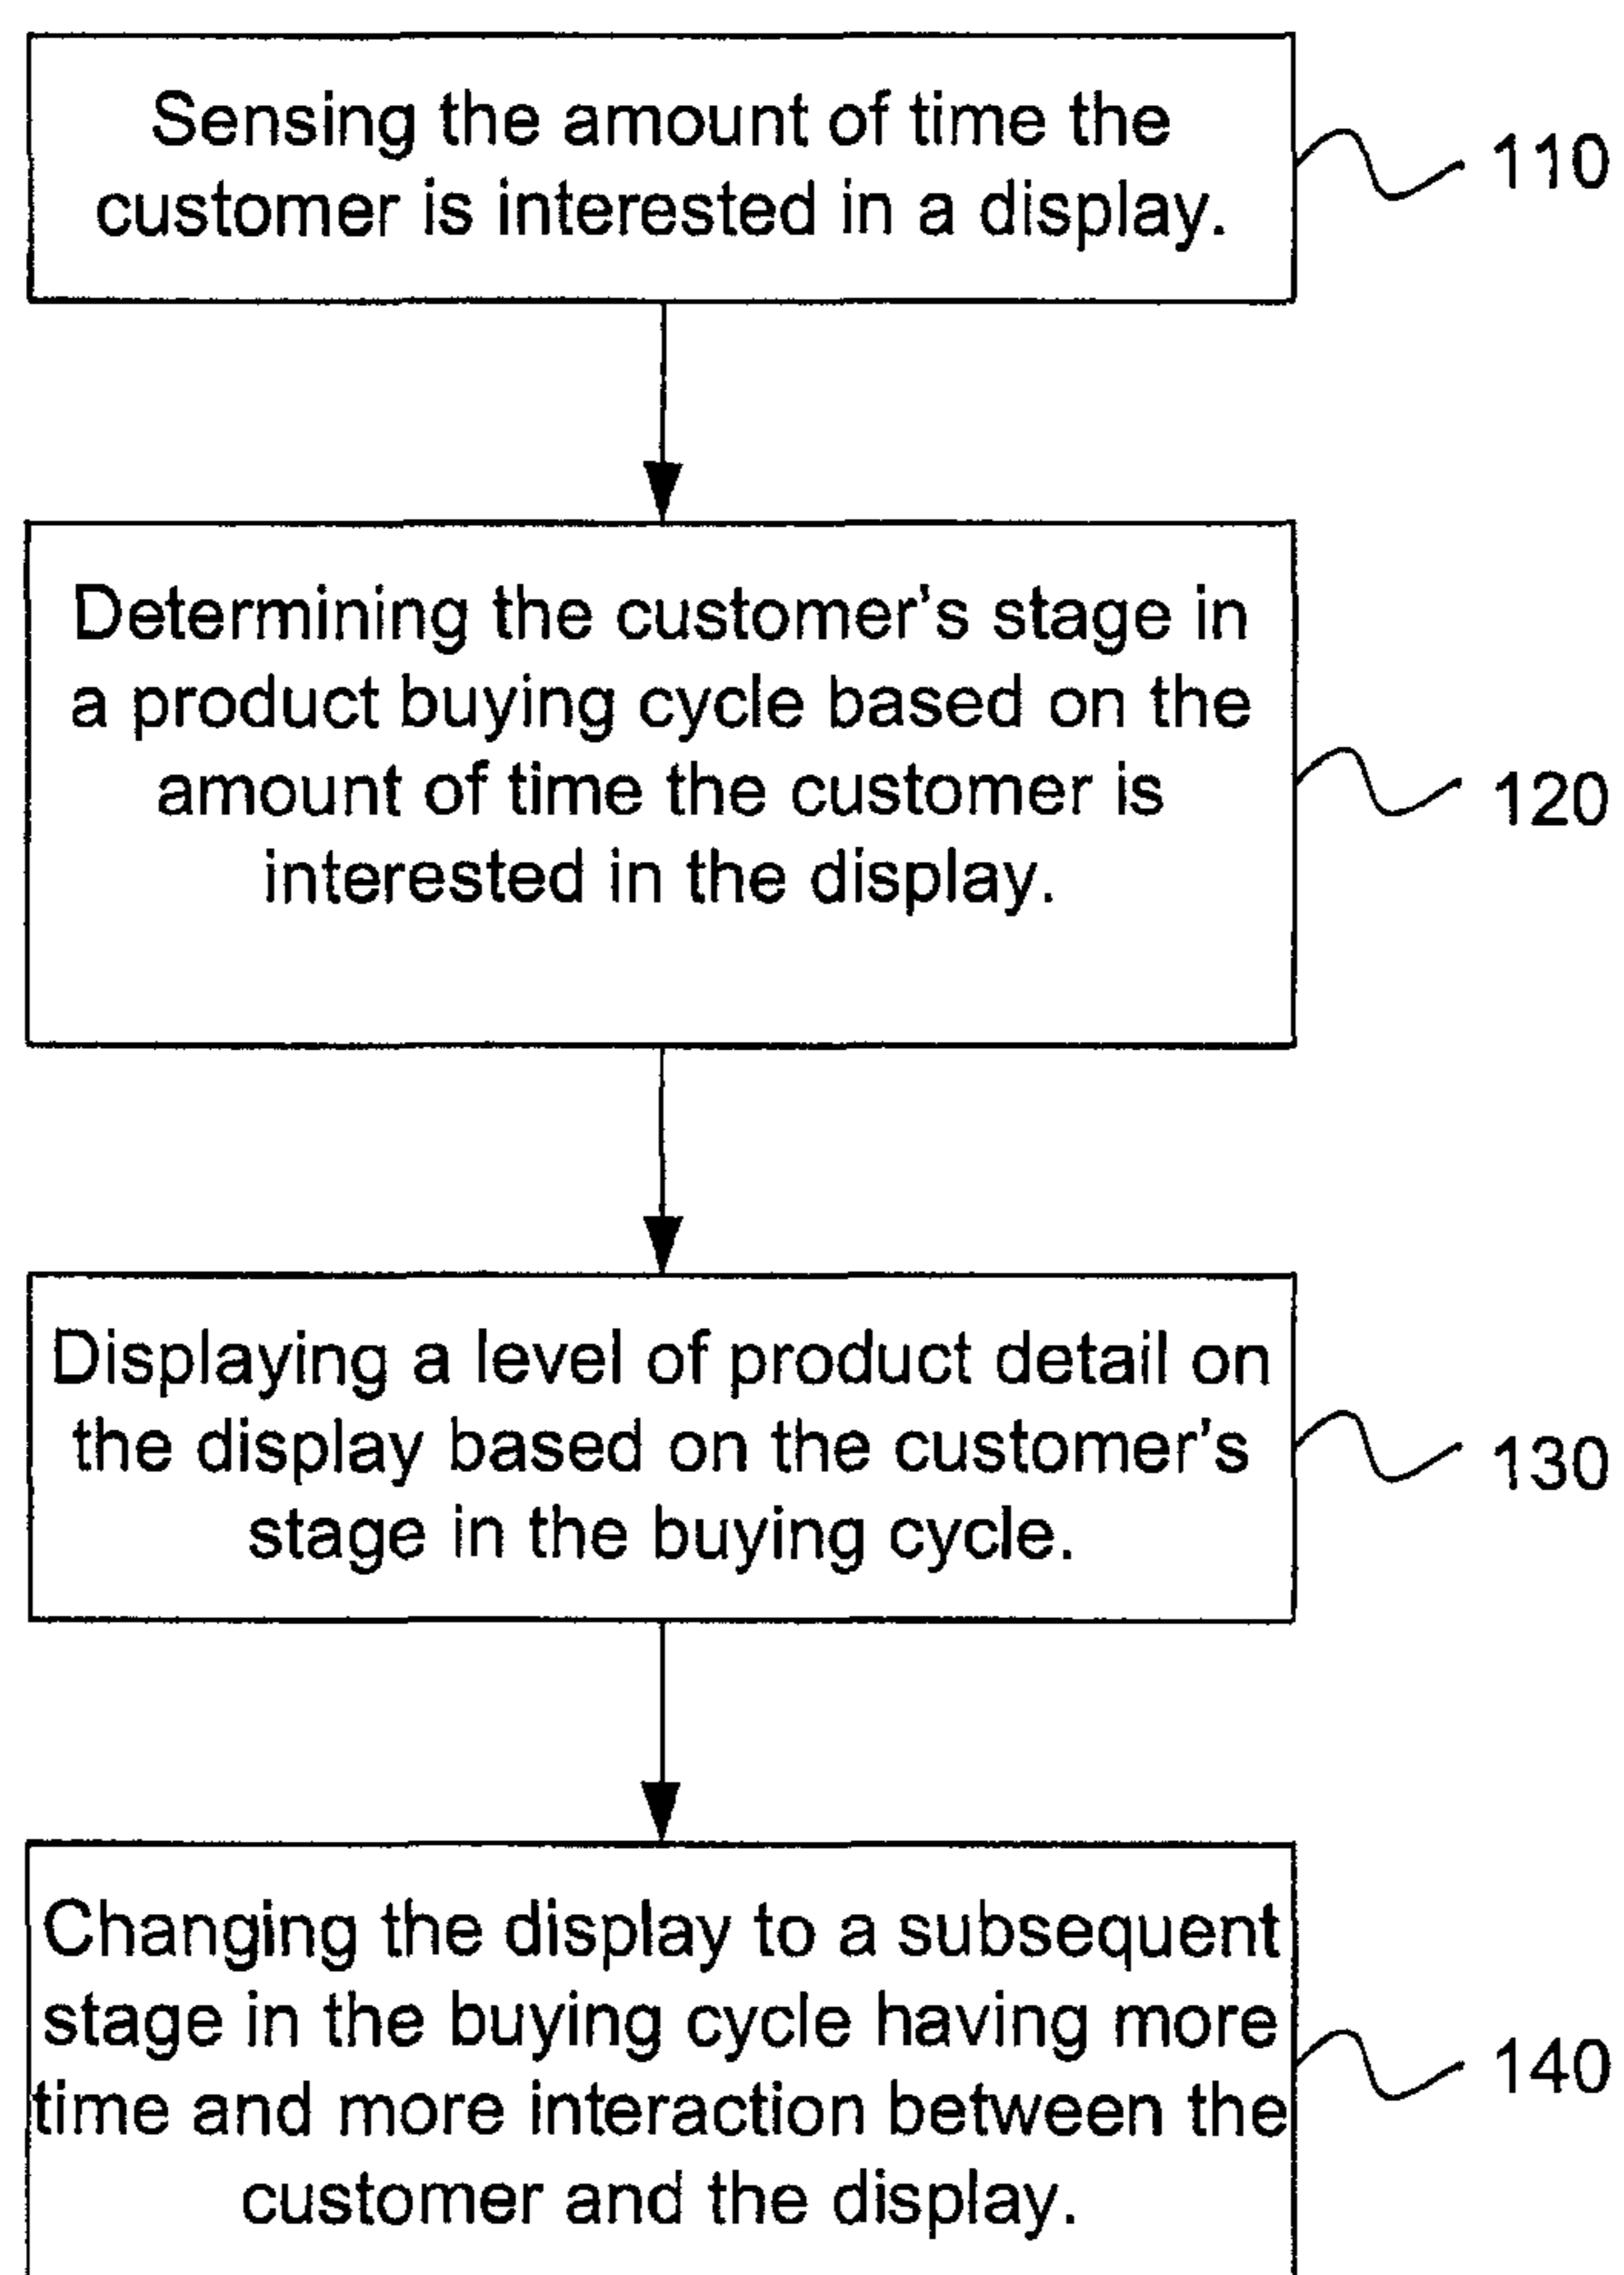 Sensing the amount of time the
customer is interested in a display.
110
Determining the customer's stage in
a product buying cycle based on the
amount of time the customer is
interested in the display.
120
Displaying a level of product detail on
the display based on the customer's
stage in the buying cycle.
130
Changing the display to a subsequent
stage in the buying cycle having more
time and more interaction between the
customer and the display.
140